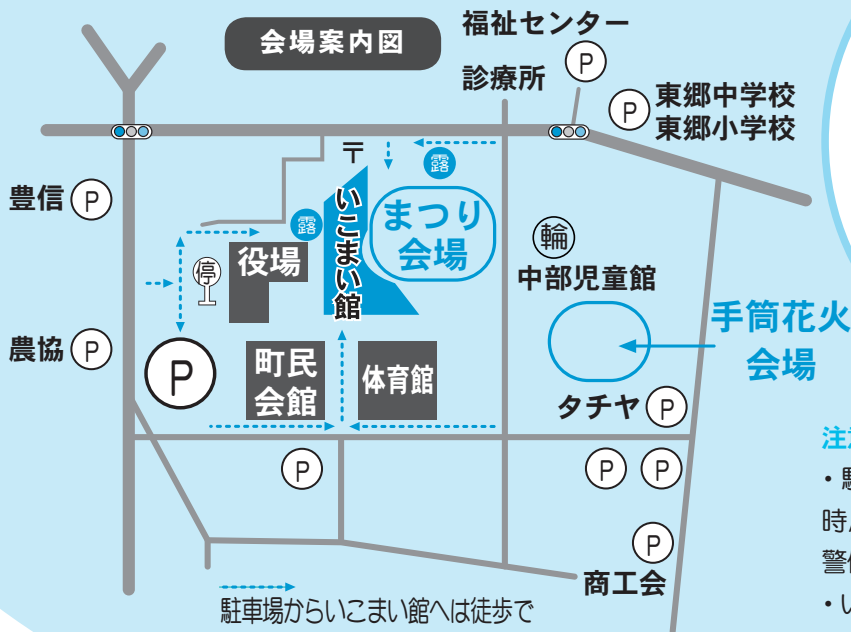 会場案内図
福祉センター
P
診療所
P
東郷中学校
東郷小学校
〒
露
豊信 P
露
いこまい館
まつり
会場
輪
中部児童館
停
役場
手筒花火
会場
農協 P
P
町民
会館
体育館
タチヤ P
P
P P
P
商工会
駐車場からいこまい館へは徒歩で